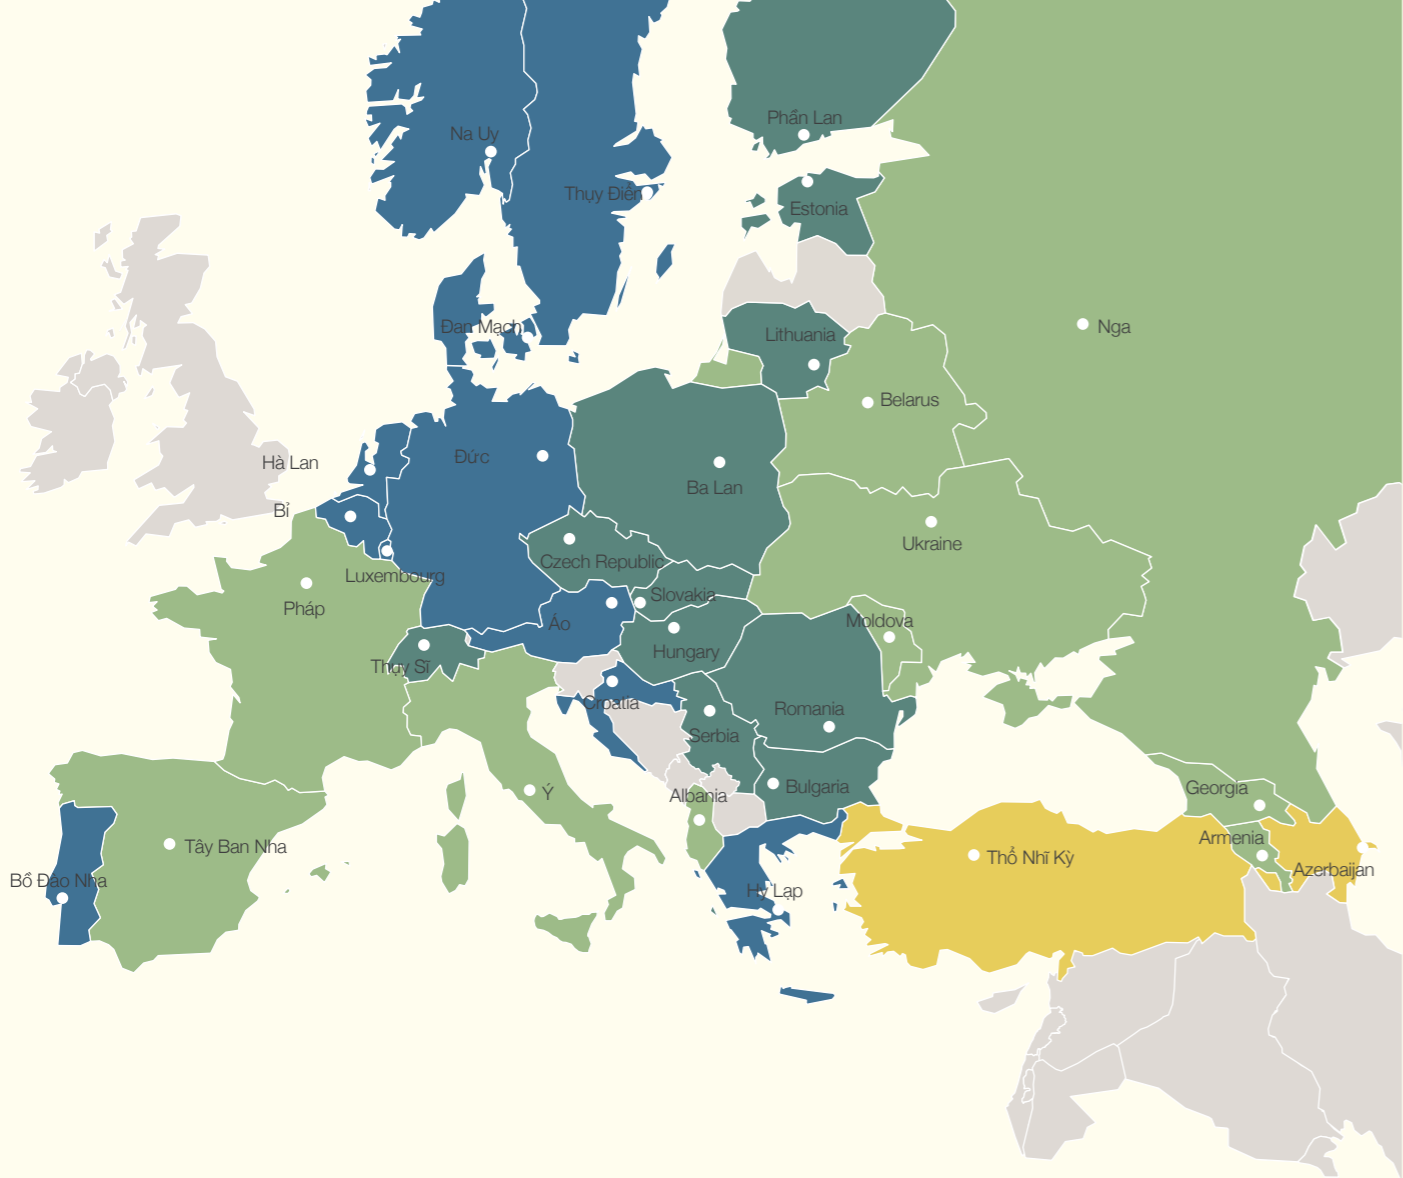 Phần Lan
Na Uy
Thụy Điển
Estonia
Đan Mạch
Nga
Lithuania
Belarus
Đức
Hà Lan
Ba Lan
Bỉ
Ukraine
Czech Republic
Luxembourg
Slovakia
Pháp
Áo
Moldova
Hungary
Thụy Sĩ
Croatia
Romania
Serbia
Georgia
Bulgaria
Ý
Albania
Armenia
Tây Ban Nha
Thổ Nhĩ Kỳ
Azerbaijan
Bồ Đào Nha
Hy Lạp